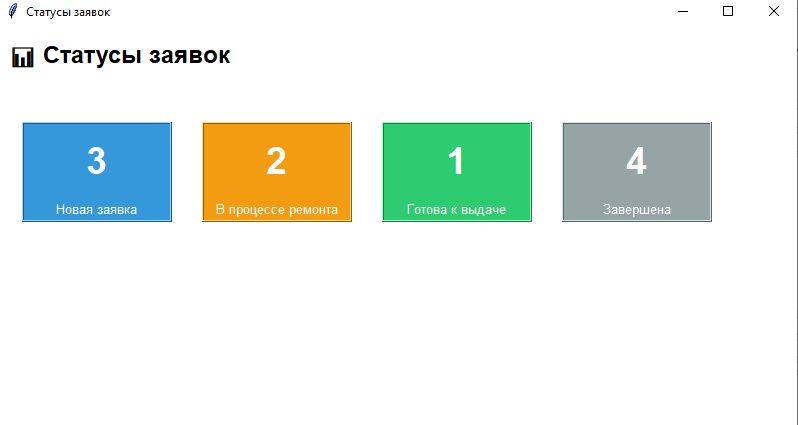 Статусы заявок
📊 Статусы заявок
3
Новая заявка
2
В процессе ремонта
1
Готова к выдаче
4
Завершена